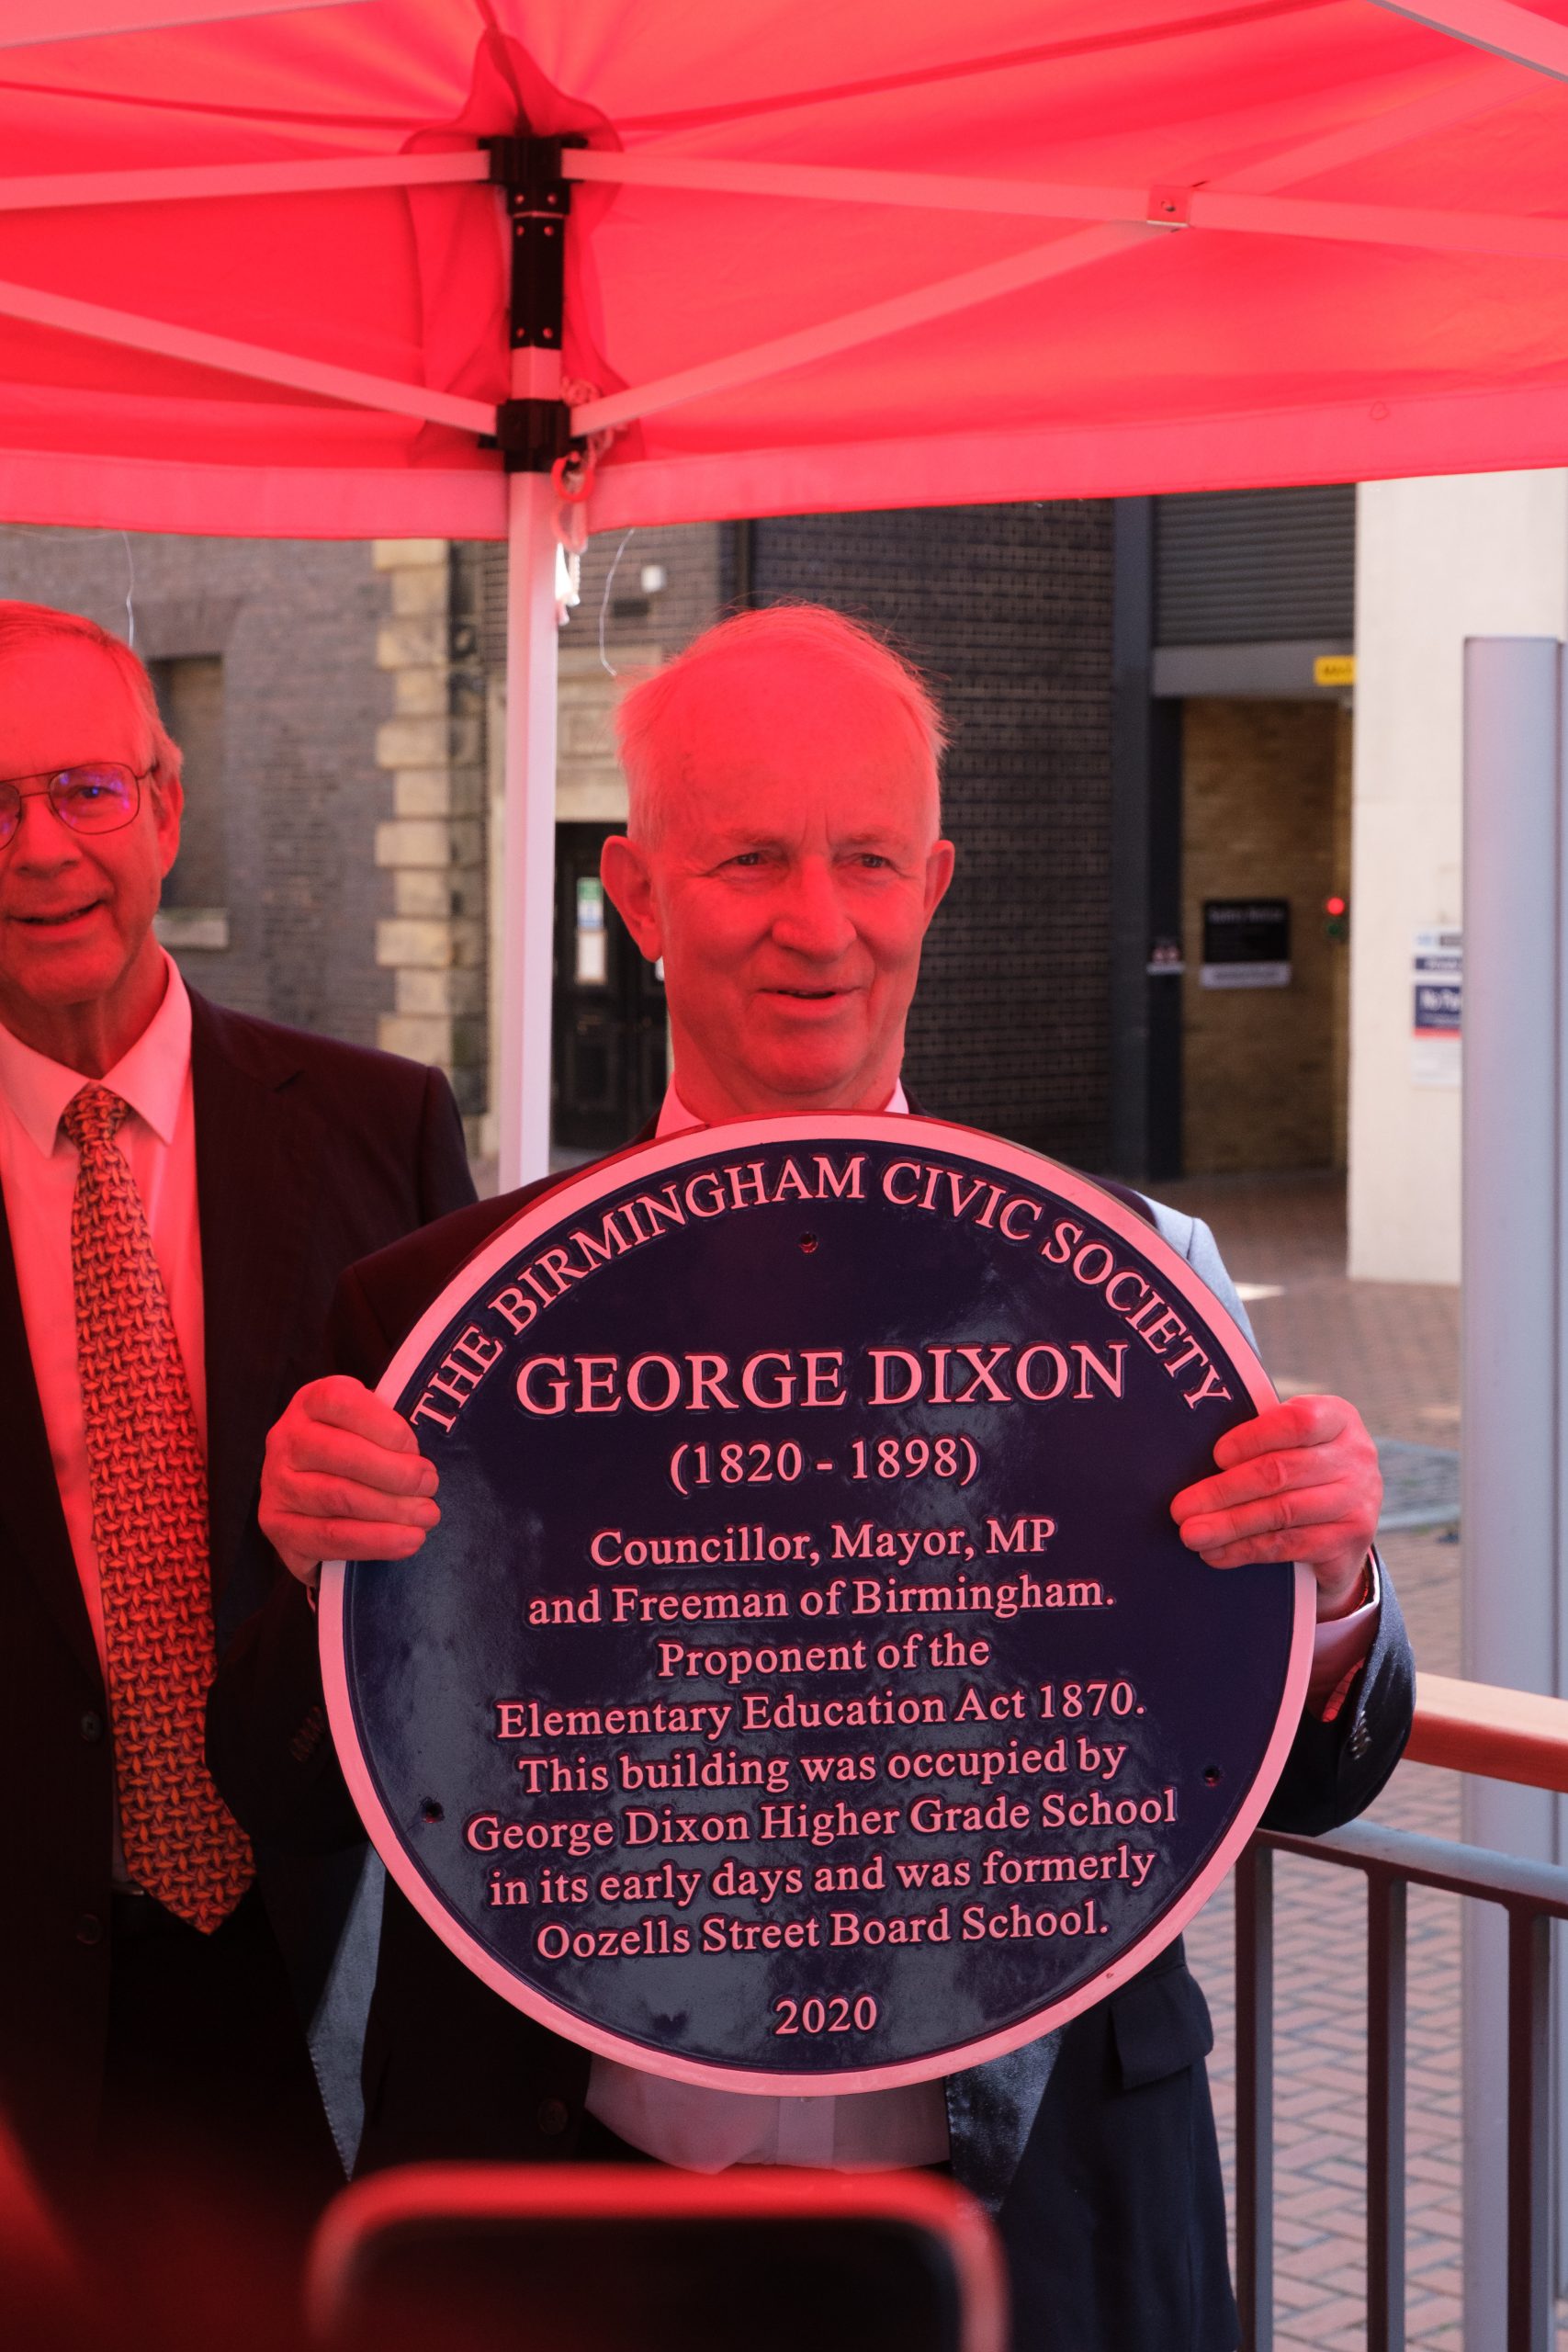 THE BIRMINGHAM CIVIC SOCIETY
GEORGE DIXON
(1820 - 1898)
Councillor, Mayor, MP
and Freeman of Birmingham.
Proponent of the
Elementary Education Act 1870.
This building was occupied by
George Dixon Higher Grade School
in its early days and was formerly
Oozells Street Board School.
2020